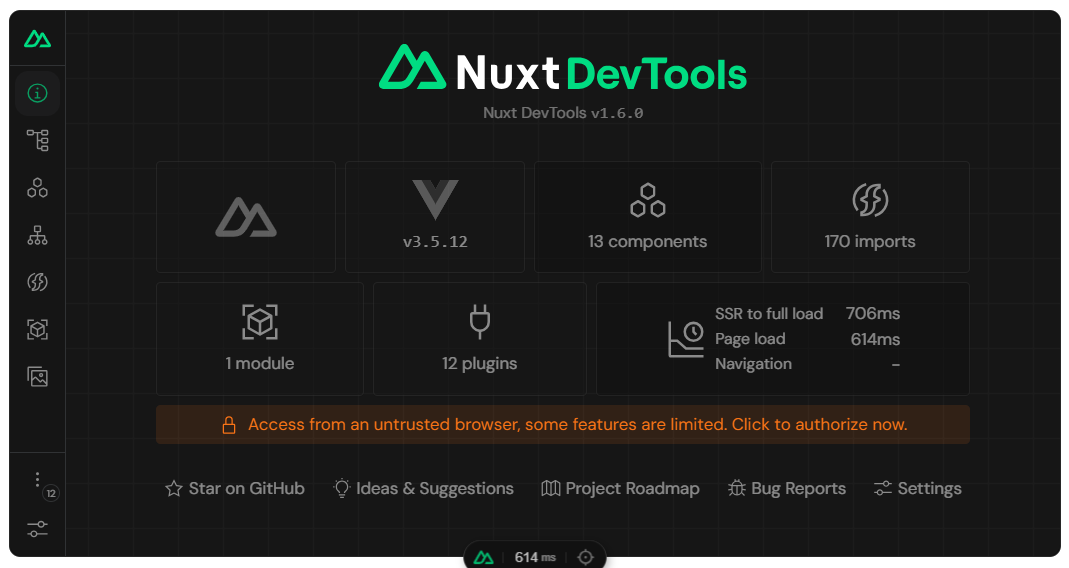 Nuxt DevTools
Nuxt DevTools v1.6.0
v3.5.12
13 components
170 imports
1 module
12 plugins
SSR to full load 706ms
Page load 614ms
Navigation –
Access from an untrusted browser, some features are limited. Click to authorize now.
12
Star on GitHub Ideas & Suggestions Project Roadmap Bug Reports Settings
614 ms